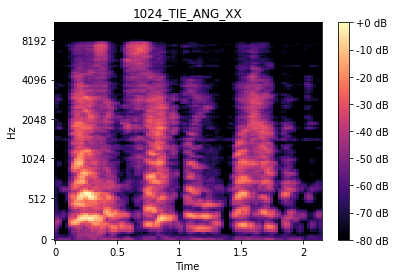 1024_TIE_ANG_XX
8192
4096
2048
1024
512
0
Hz
0
0.5
1
1.5
2
Time
+0 dB
-10 dB
-20 dB
-30 dB
-40 dB
-50 dB
-60 dB
-70 dB
-80 dB